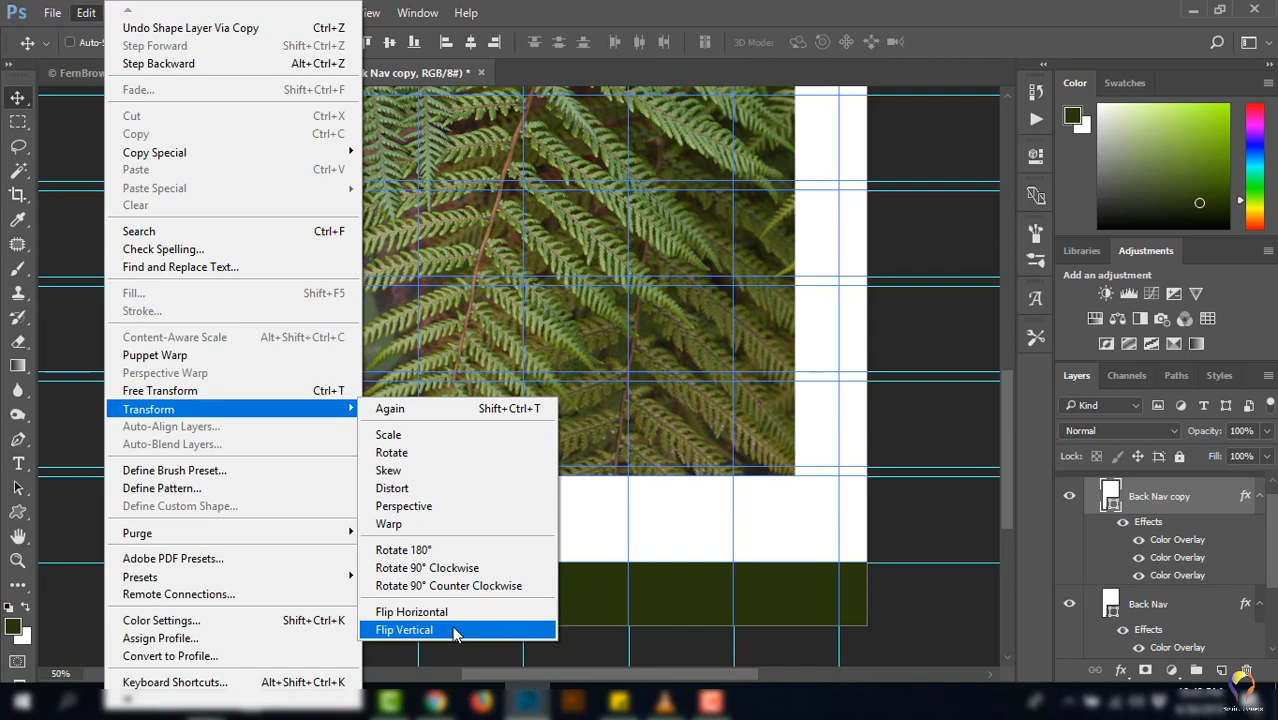 Ps File Edit View Window Help
Undo Shape Layer Via Copy Ctrl+Z
Step Forward Shift+Ctrl+Z
Step Backward Alt+Ctrl+Z
Fade... Shift+Ctrl+F
Cut Ctrl+X
Copy Ctrl+C
Copy Special
Paste Ctrl+V
Paste Special
Clear
Search Ctrl+F
Check Spelling...
Find and Replace Text...
Fill... Shift+F5
Stroke...
Content-Aware Scale Alt+Shift+Ctrl+C
Puppet Warp
Perspective Warp
Free Transform Ctrl+T
Transform
Auto-Align Layers...
Auto-Blend Layers...
Define Brush Preset...
Define Pattern...
Define Custom Shape...
Purge
Adobe PDF Presets...
Presets
Remote Connections...
Color Settings... Shift+Ctrl+K
Assign Profile...
Convert to Profile...
Keyboard Shortcuts... Alt+Shift+Ctrl+K
Again Shift+Ctrl+T
Scale
Rotate
Skew
Distort
Perspective
Warp
Rotate 180°
Rotate 90° Clockwise
Rotate 90° Counter Clockwise
Flip Horizontal
Flip Vertical
Auto-S
3D Mode:
© FernBrow
k Nav copy, RGB/8#) *
50%
Color Swatches
Libraries Adjustments
Add an adjustment
Layers Channels Paths Styles
Kind
Normal Opacity: 100%
Lock: Fill: 100%
Back Nav copy fx
Effects
Color Overlay
Color Overlay
Color Overlay
Back Nav fx
Effects
Color Overlay
fx